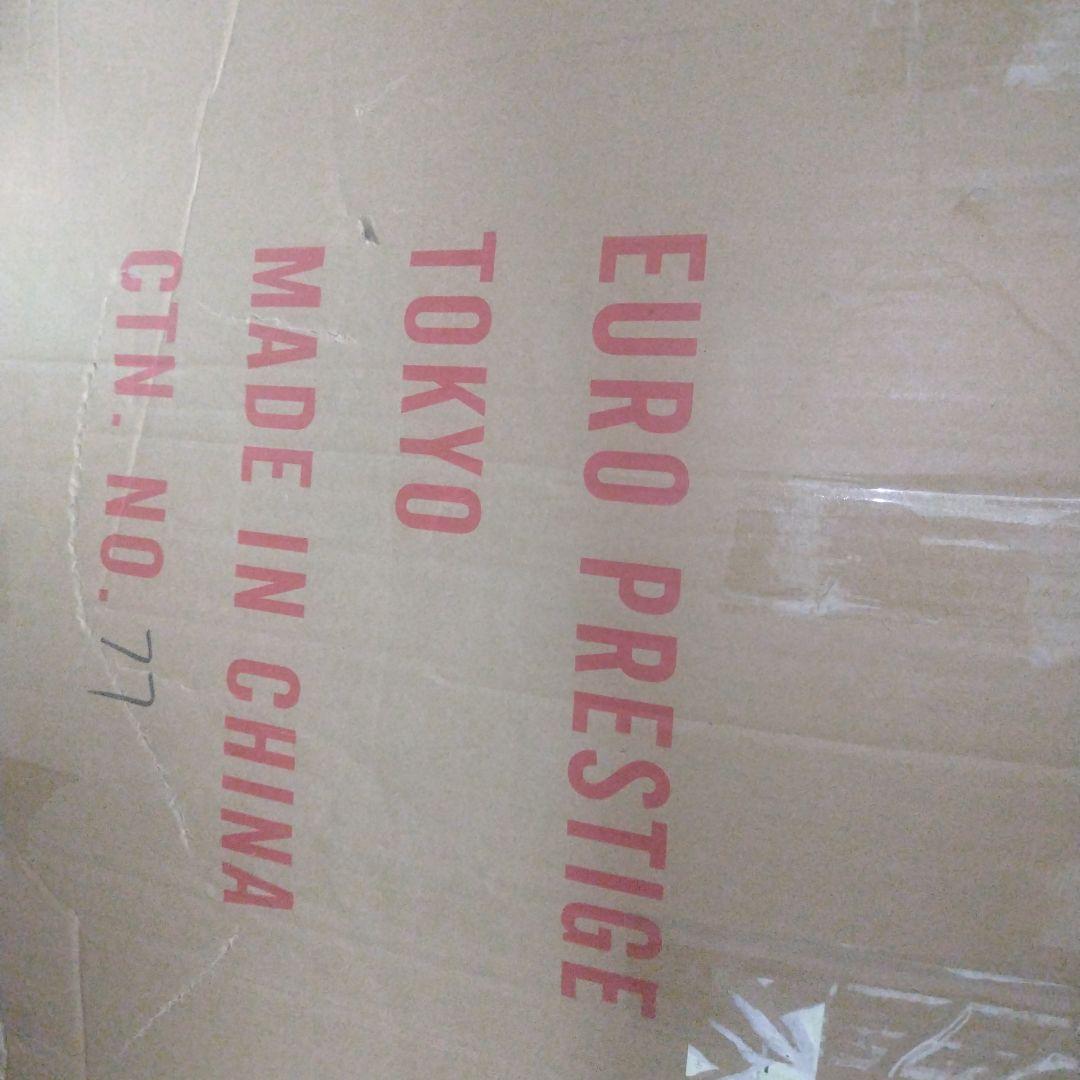 EURO PRESTIGE
TOKYO
MADE IN CHINA
CTN. NO. 77